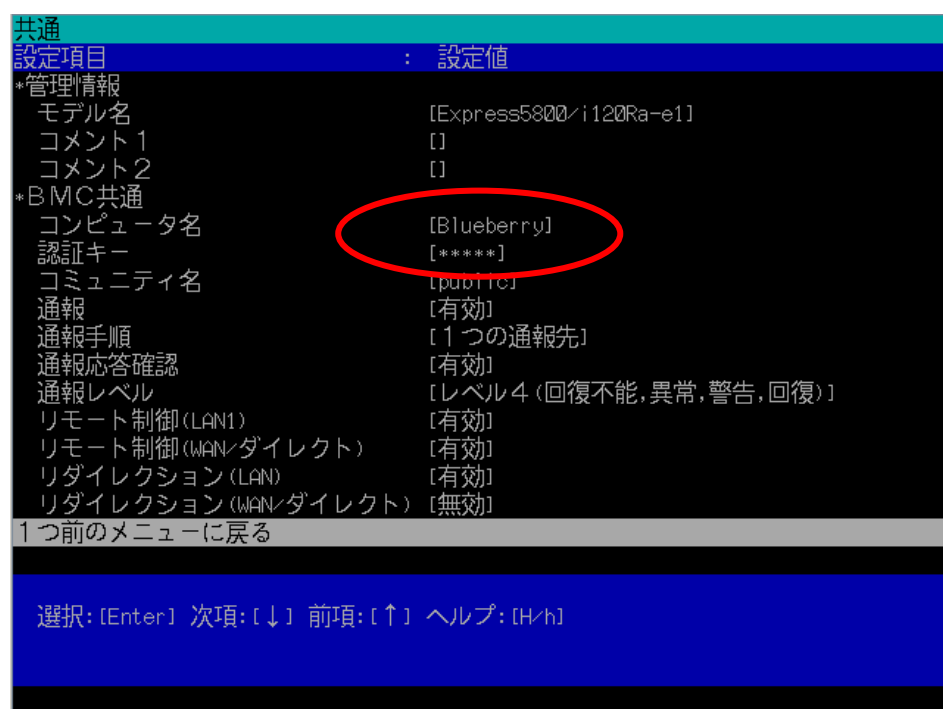 共通
設定項目 : 設定値
*管理情報
モデル名 [Express5800/i120Ra-e1]
コメント1 []
コメント2 []
*BMC共通
コンピュータ名 [Blueberry]
認証キー [*****]
コミュニティ名 [public]
通報 [有効]
通報手順 [1つの通報先]
通報応答確認 [有効]
通報レベル [レベル4(回復不能,異常,警告,回復)]
リモート制御(LAN1) [有効]
リモート制御(WAN/ダイレクト) [有効]
リダイレクション(LAN) [有効]
リダイレクション(WAN/ダイレクト) [無効]
1つ前のメニューに戻る
選択:[Enter] 次項:[↓] 前項:[↑] ヘルプ:[H/h]